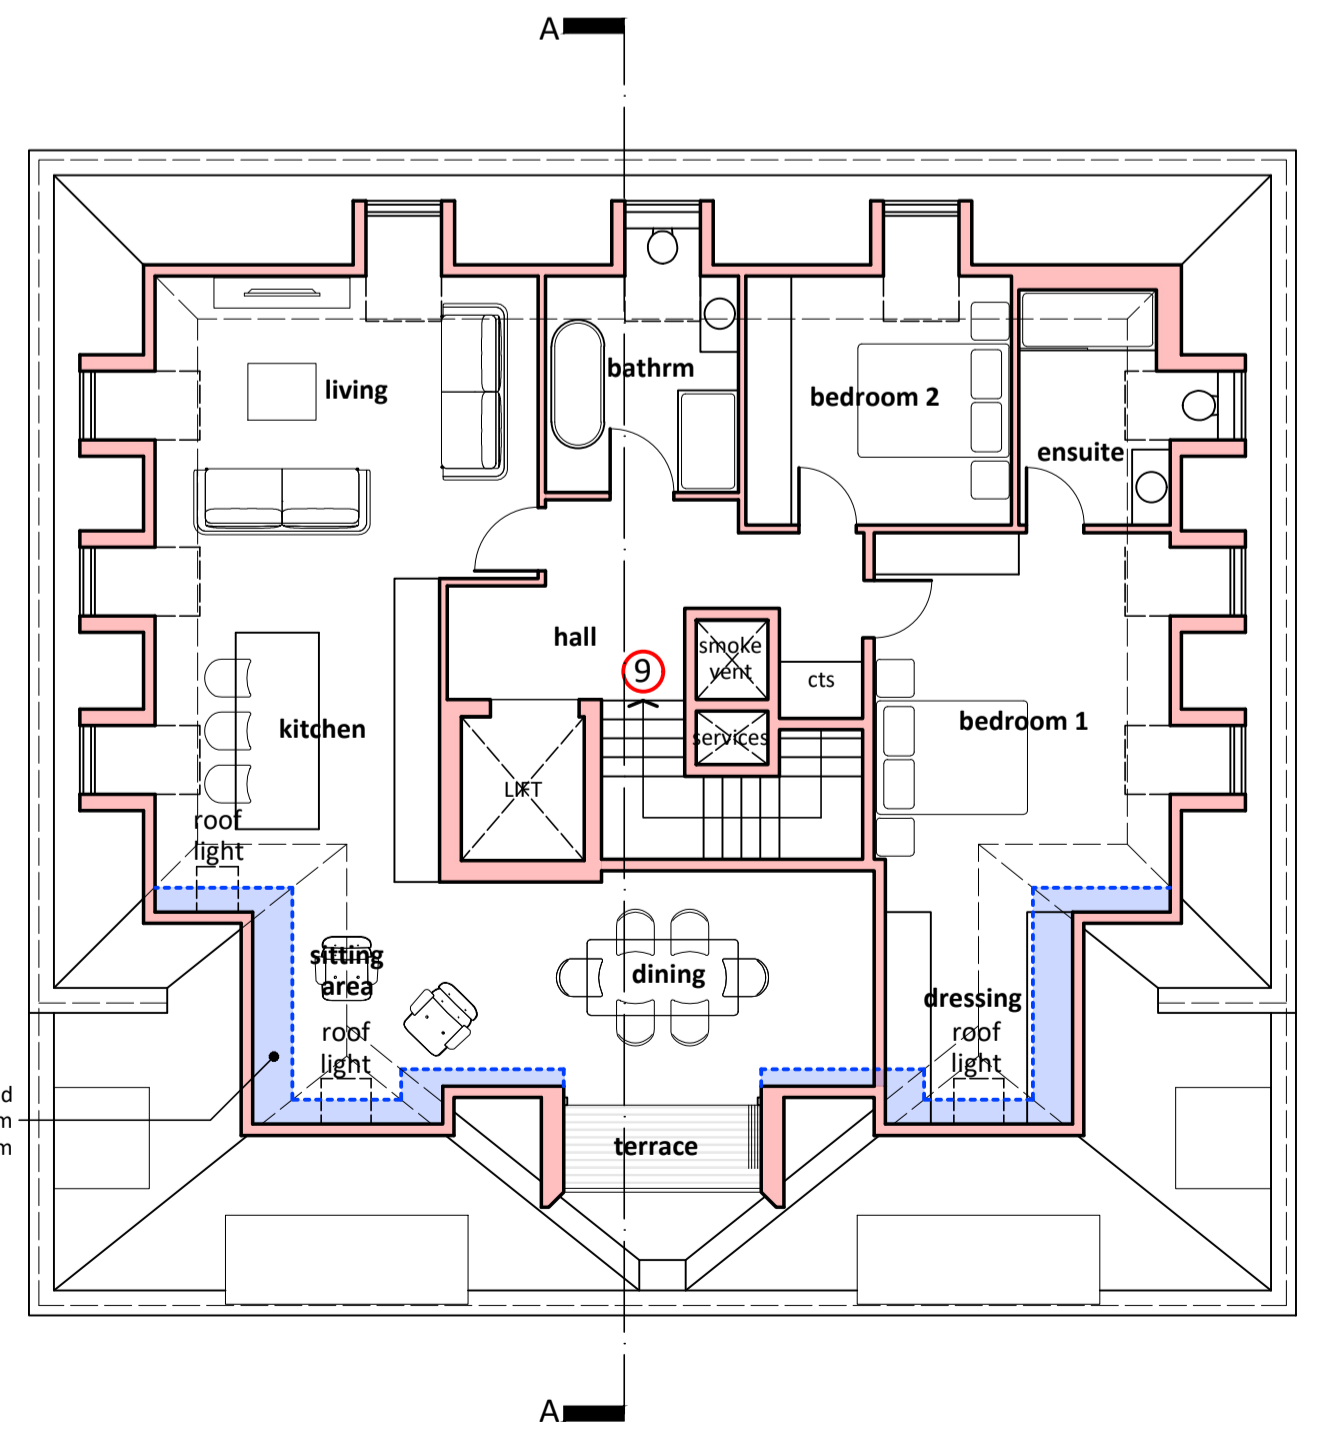 A
living
bathrm
bedroom 2
ensuite
hall
9
smoke
vent
cts
services
bedroom 1
kitchen
LIFT
roof
light
sitting
area
dining
dressing
roof
light
roof
light
d
m
m
terrace
A